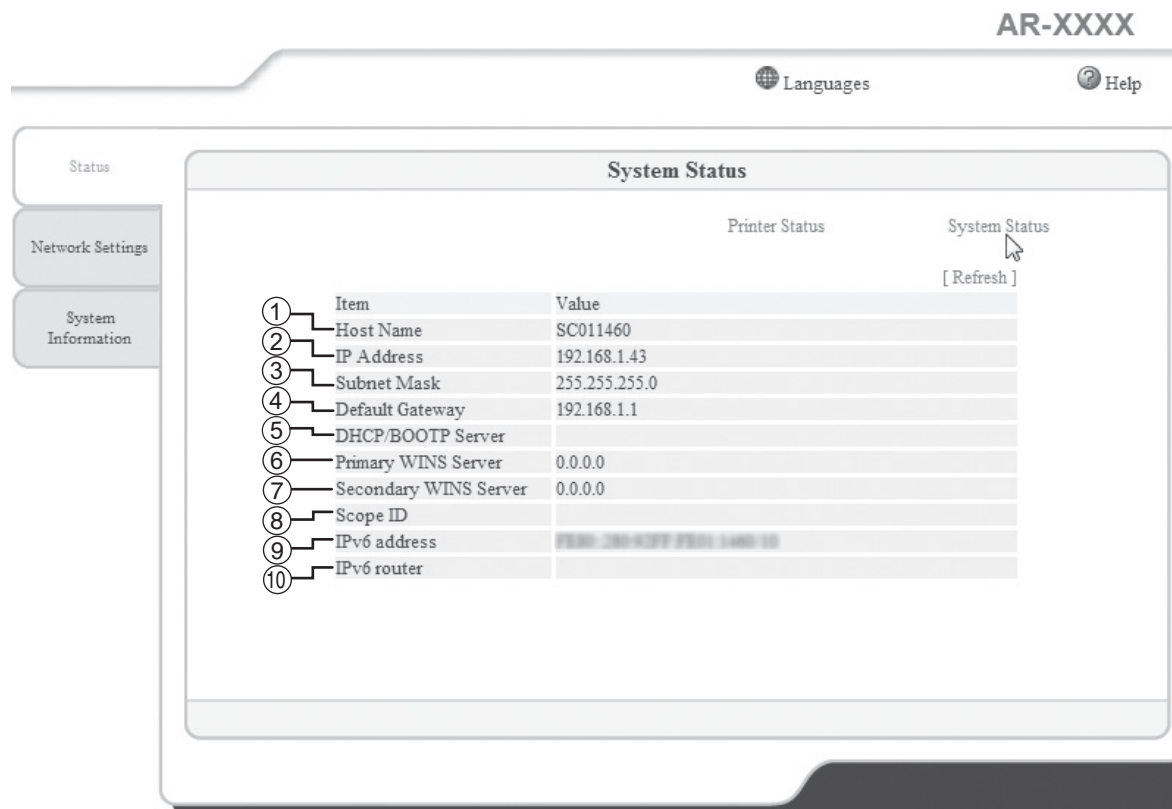 AR-XXXX
Languages
Help
Status
Network Settings
System
Information
System Status
Printer Status
System Status
[ Refresh ]
Item Value
① Host Name SC011460
② IP Address 192.168.1.43
③ Subnet Mask 255.255.255.0
④ Default Gateway 192.168.1.1
⑤ DHCP/BOOTP Server
⑥ Primary WINS Server 0.0.0.0
⑦ Secondary WINS Server 0.0.0.0
⑧ Scope ID
⑨ IPv6 address
⑩ IPv6 router